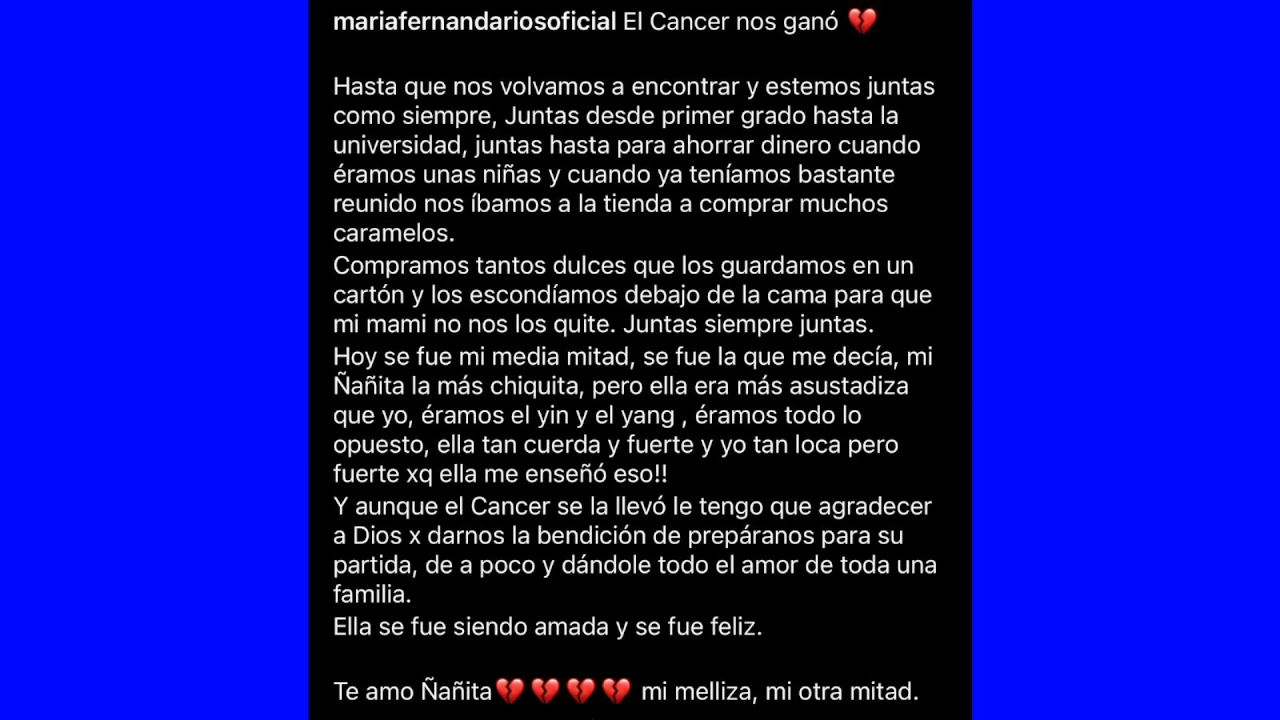 mariafernandariosoficial El Cancer nos ganó 💔
Hasta que nos volvamos a encontrar y estemos juntas
como siempre, Juntas desde primer grado hasta la
universidad, juntas hasta para ahorrar dinero cuando
éramos unas niñas y cuando ya teníamos bastante
reunido nos íbamos a la tienda a comprar muchos
caramelos.
Compramos tantos dulces que los guardamos en un
cartón y los escondíamos debajo de la cama para que
mi mami no nos los quite. Juntas siempre juntas.
Hoy se fue mi media mitad, se fue la que me decía, mi
Ñañita la más chiquita, pero ella era más asustadiza
que yo, éramos el yin y el yang , éramos todo lo
opuesto, ella tan cuerda y fuerte y yo tan loca pero
fuerte xq ella me enseñó eso!!
Y aunque el Cancer se la llevó le tengo que agradecer
a Dios x darnos la bendición de prepáranos para su
partida, de a poco y dándole todo el amor de toda una
familia.
Ella se fue siendo amada y se fue feliz.
Te amo Ñañita💔💔💔💔 mi melliza, mi otra mitad.